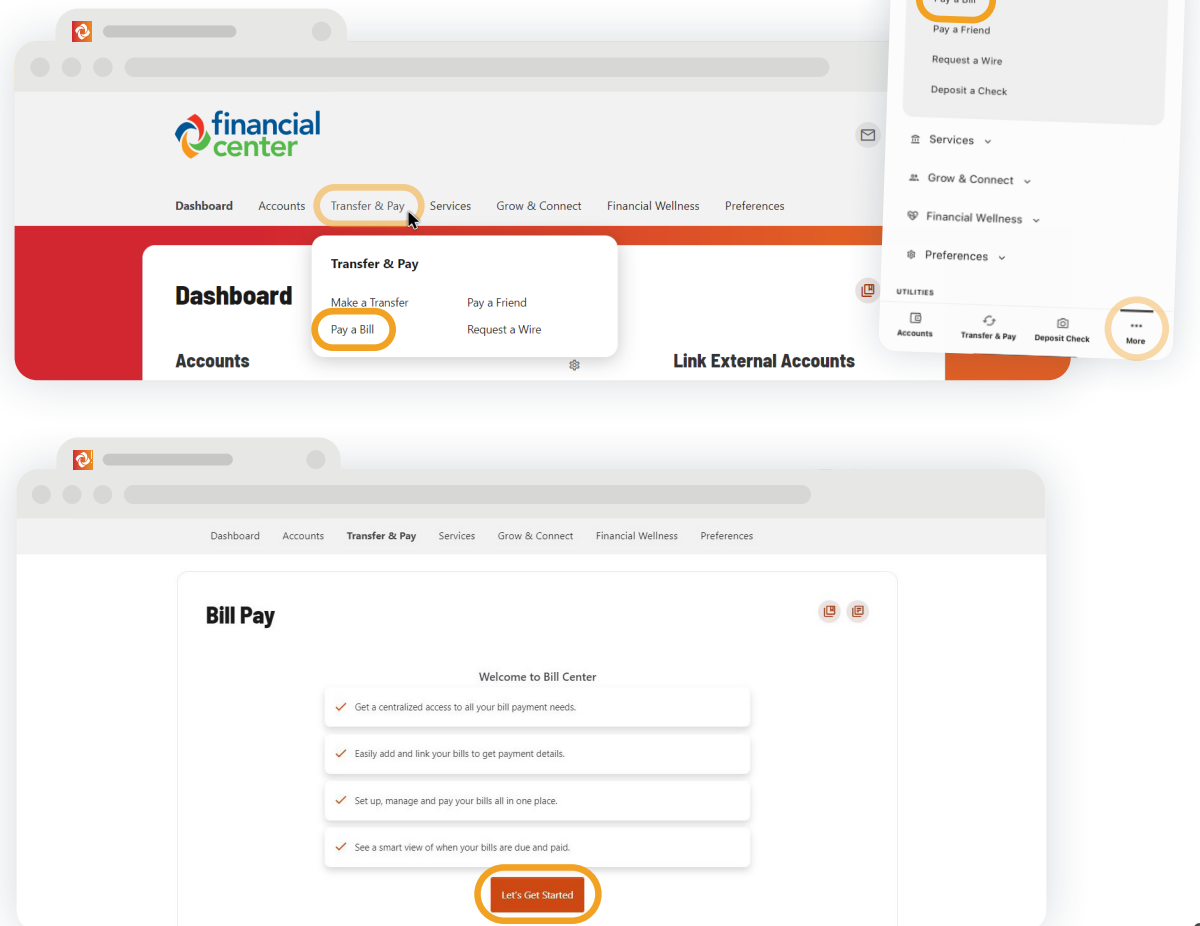 financial
center
Dashboard
Accounts
Transfer & Pay
Services
Grow & Connect
Financial Wellness
Preferences
Transfer & Pay
Make a Transfer
Pay a Friend
Pay a Bill
Request a Wire
Dashboard
Accounts
Link External Accounts
Pay a Bill
Pay a Friend
Request a Wire
Deposit a Check
Services
Grow & Connect
Financial Wellness
Preferences
UTILITIES
Accounts
Transfer & Pay
Deposit Check
More
Dashboard
Accounts
Transfer & Pay
Services
Grow & Connect
Financial Wellness
Preferences
Bill Pay
Welcome to Bill Center
Get a centralized access to all your bill payment needs.
Easily add and link your bills to get payment details.
Set up, manage and pay your bills all in one place.
See a smart view of when your bills are due and paid.
Let's Get Started